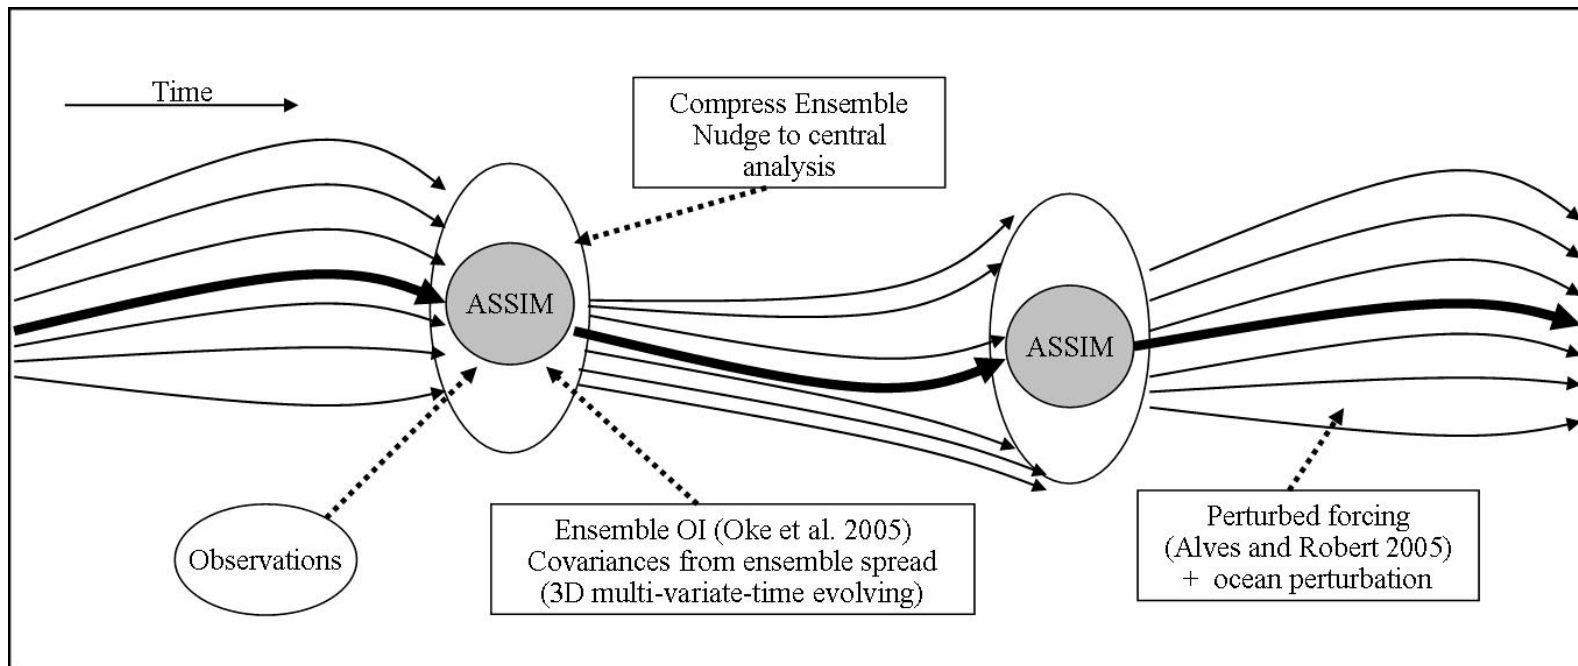 Time
Compress Ensemble
Nudge to central
analysis
ASSIM
ASSIM
Observations
Ensemble OI (Oke et al. 2005)
Covariances from ensemble spread
(3D multi-variate-time evolving)
Perturbed forcing
(Alves and Robert 2005)
+ ocean perturbation